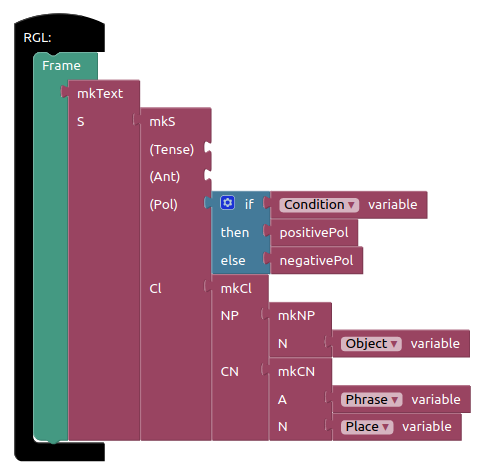 RGL:
Frame
mkText
S mkS
(Tense)
(Ant)
(Pol) if Condition variable
then positivePol
else negativePol
Cl mkCl
NP mkNP
N Object variable
CN mkCN
A Phrase variable
N Place variable